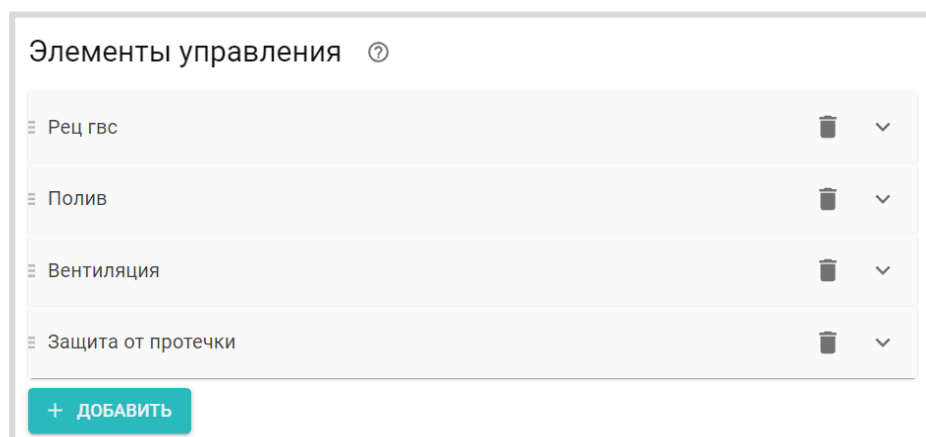 Элементы управления
Рец гвс
Полив
Вентиляция
Защита от протечки
+ ДОБАВИТЬ